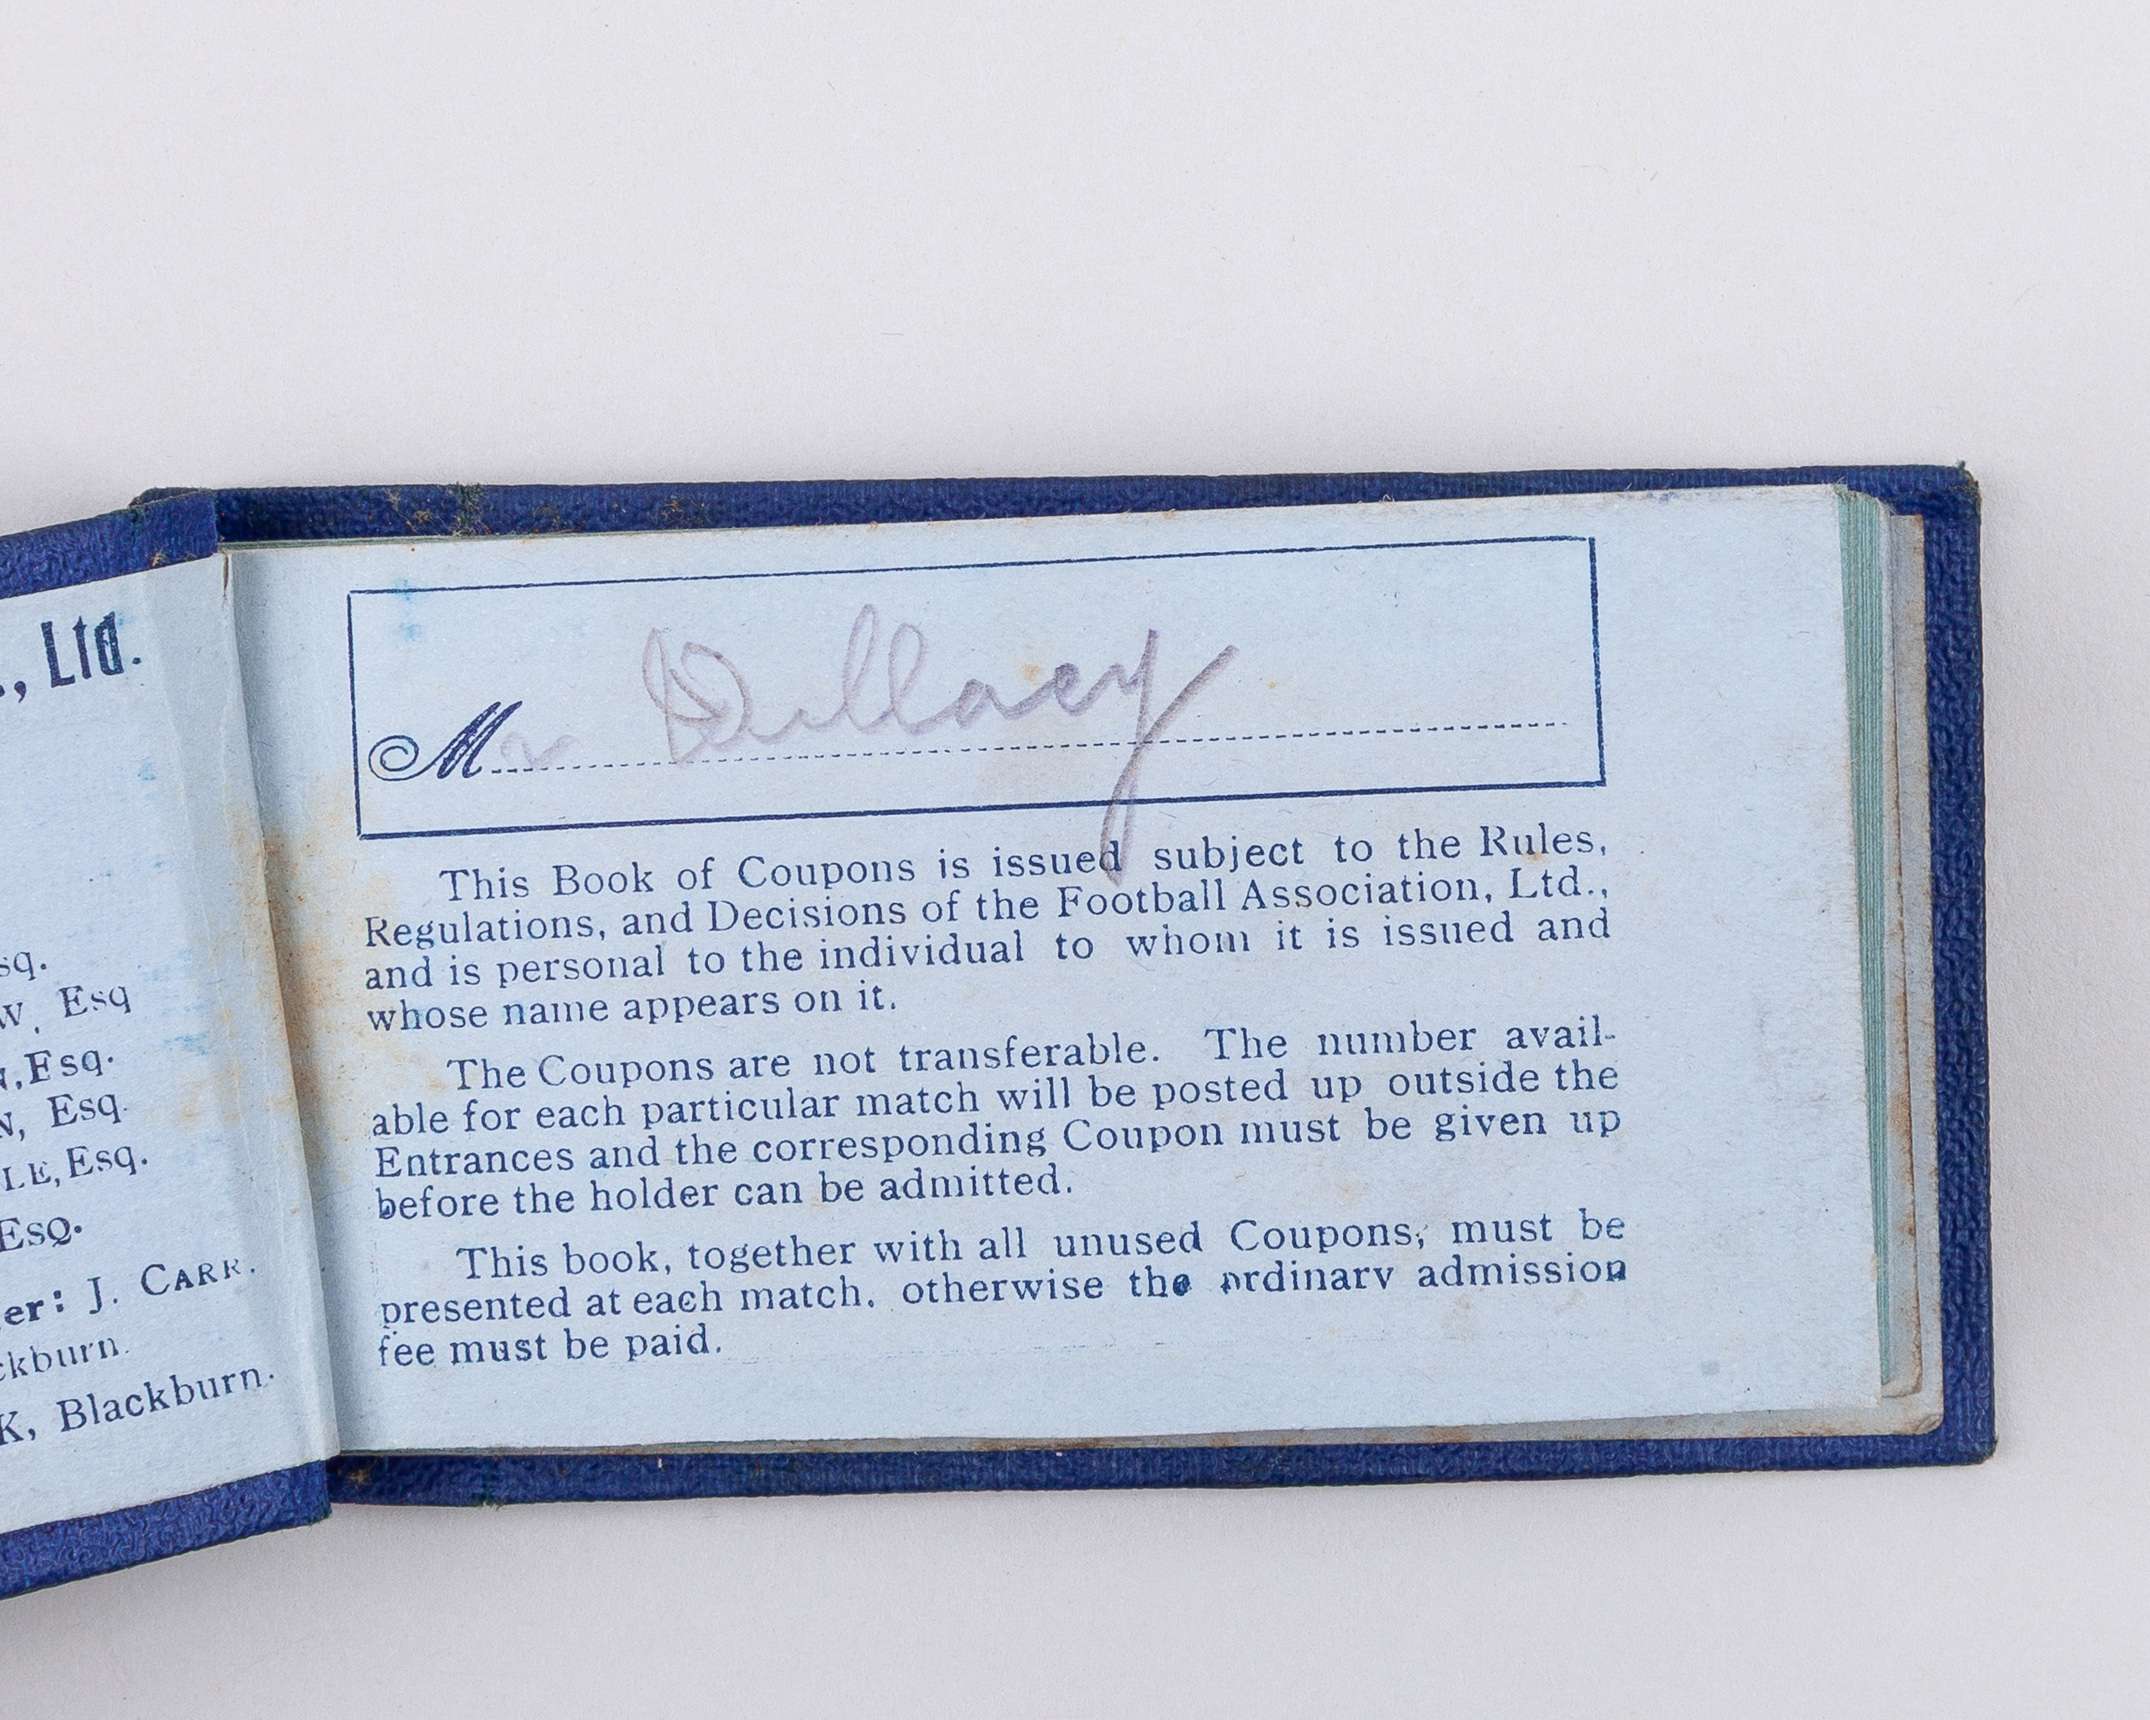 ., Ltd.
sq.
w, Esq
N, Esq.
N, Esq.
LE, Esq.
Esq.
er: J. Carr.
ckburn.
K, Blackburn.
Mr Dullacy
This Book of Coupons is issued subject to the Rules,
Regulations, and Decisions of the Football Association, Ltd.,
and is personal to the individual to whom it is issued and
whose name appears on it.
The Coupons are not transferable. The number avail-
able for each particular match will be posted up outside the
Entrances and the corresponding Coupon must be given up
before the holder can be admitted.
This book, together with all unused Coupons, must be
presented at each match, otherwise the ordinary admission
fee must be paid.